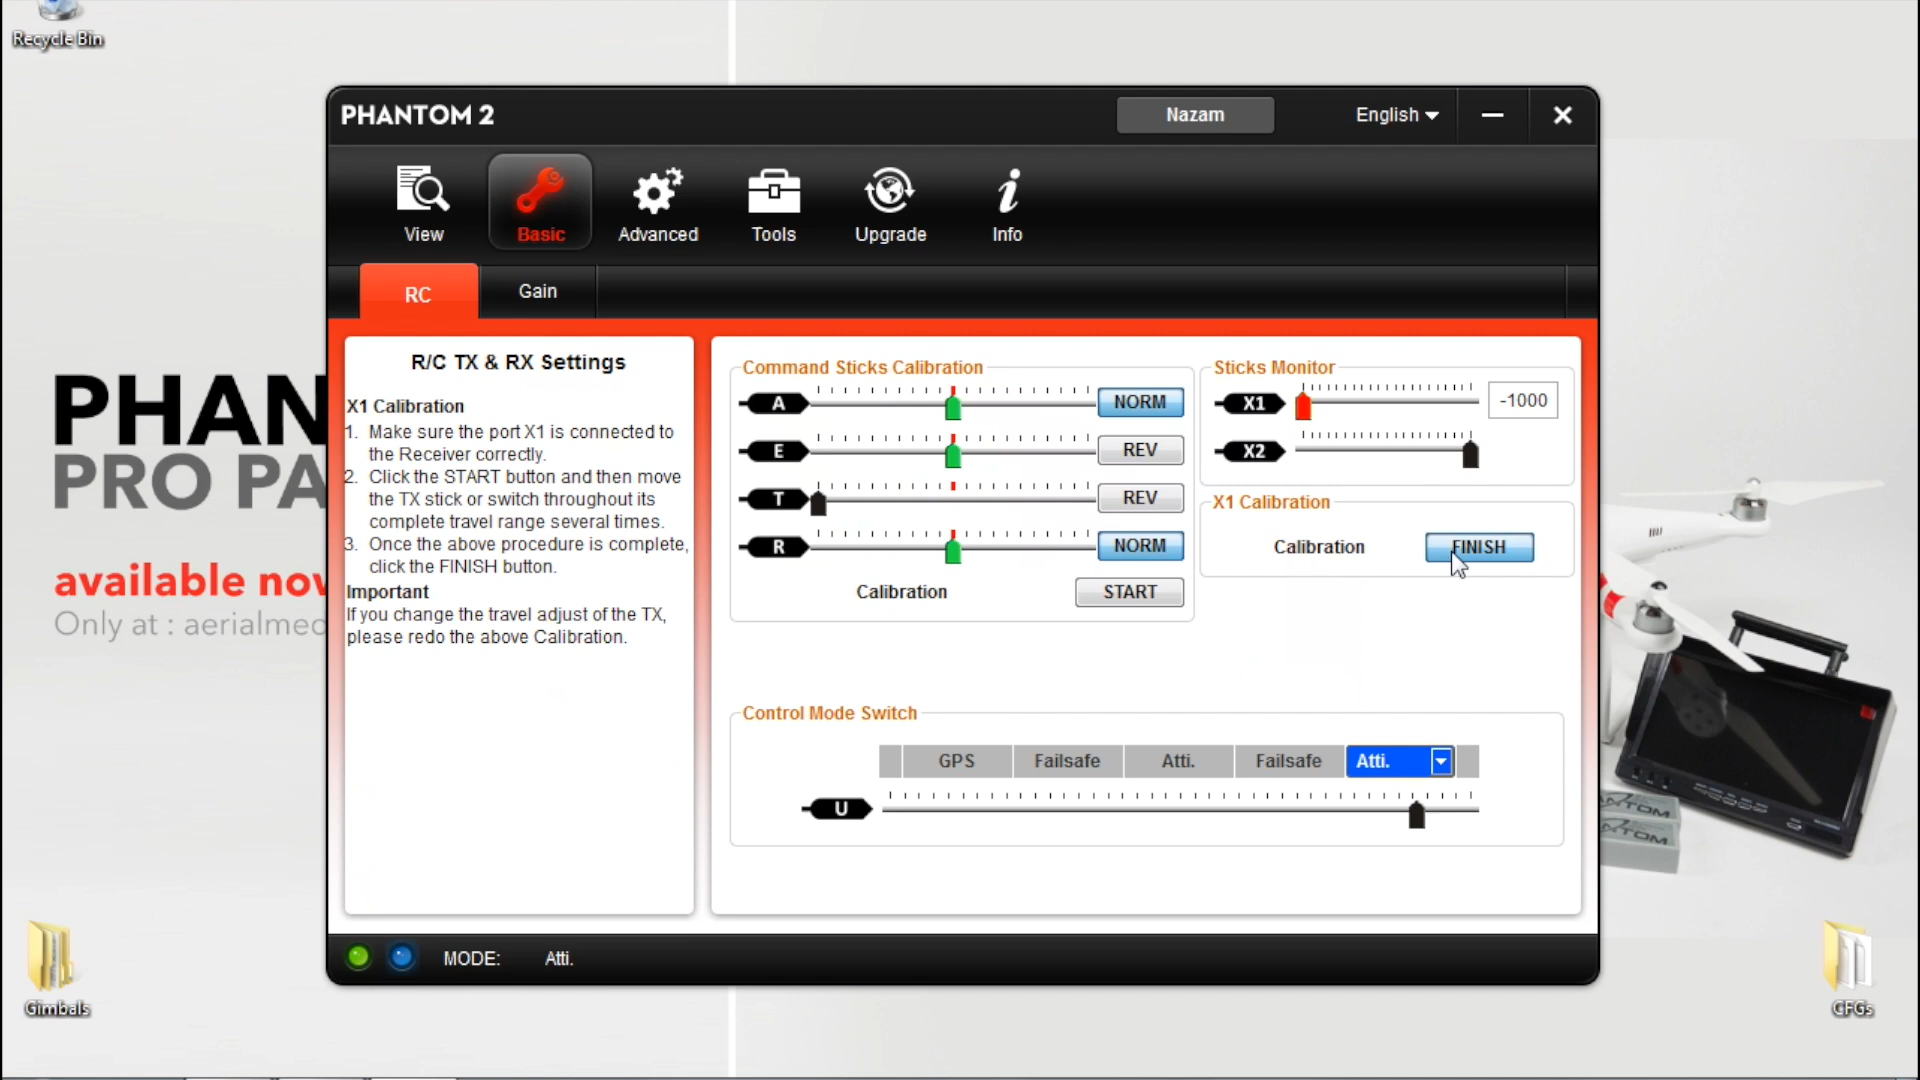 Recycle Bin
PHANTOM 2
Nazam
English
View
Basic
Advanced
Tools
Upgrade
Info
RC
Gain
R/C TX & RX Settings
X1 Calibration
1. Make sure the port X1 is connected to
the Receiver correctly.
2. Click the START button and then move
the TX stick or switch throughout its
complete travel range several times.
3. Once the above procedure is complete,
click the FINISH button.
Important
If you change the travel adjust of the TX,
please redo the above Calibration.
Command Sticks Calibration
A NORM
E REV
T REV
R NORM
Calibration START
Sticks Monitor
X1 -1000
X2
X1 Calibration
Calibration FINISH
Control Mode Switch
GPS Failsafe Atti. Failsafe Atti.
U
MODE: Atti.
PHAN
PRO PA
available nov
Only at : aerialmed
Gimbals
CFGs